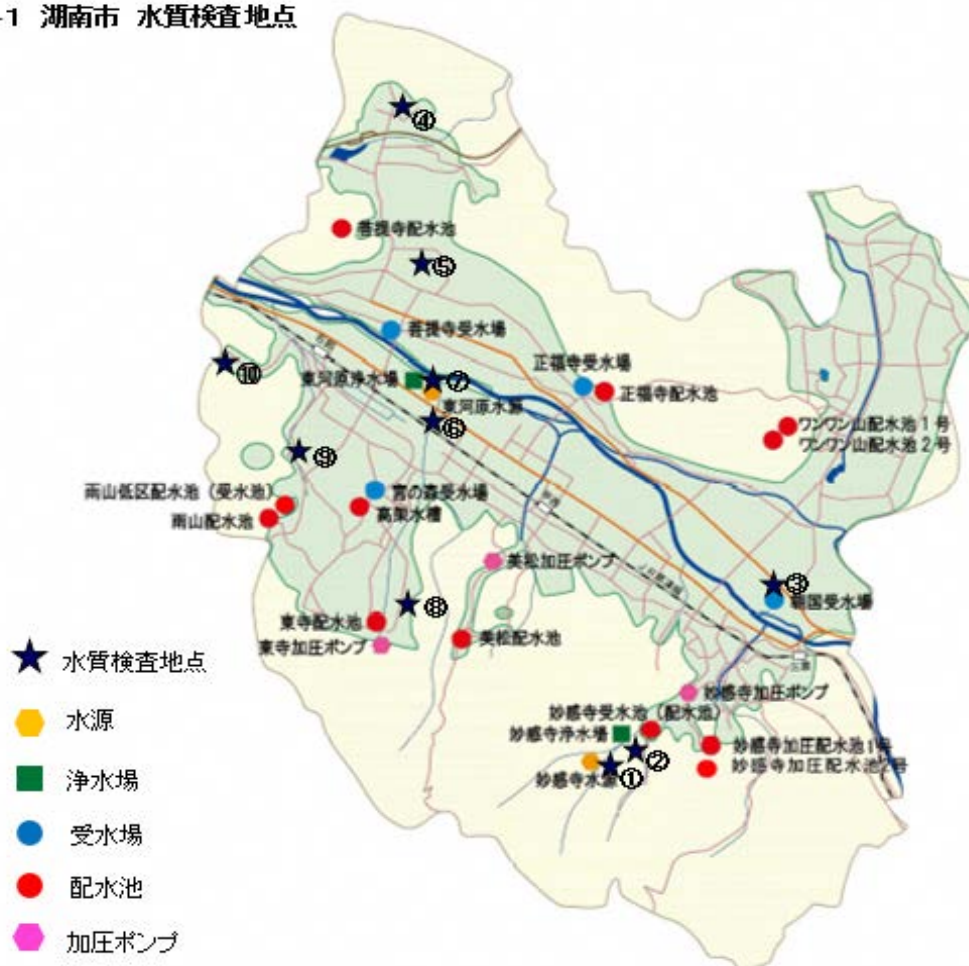 -1 湖南市 水質検査地点
④
菩提寺配水池
⑤
菩提寺受水場
正福寺受水場
⑩
東河原浄水場
⑦
正福寺配水池
東河原水源
⑥
ワンワン山配水池1号
ワンワン山配水池2号
⑨
雨山低区配水池(受水池)
宮の森受水場
雨山配水池
高架水槽
美松加圧ポンプ
JR草津線
③
⑧
東寺配水池
東寺加圧ポンプ
美松配水池
水質検査地点
妙感寺加圧ポンプ
水源
妙感寺受水池(配水池)
妙感寺浄水場
妙感寺加圧配水池1号
②
妙感寺加圧配水池2号
妙感寺水源
①
浄水場
受水場
配水池
加圧ポンプ